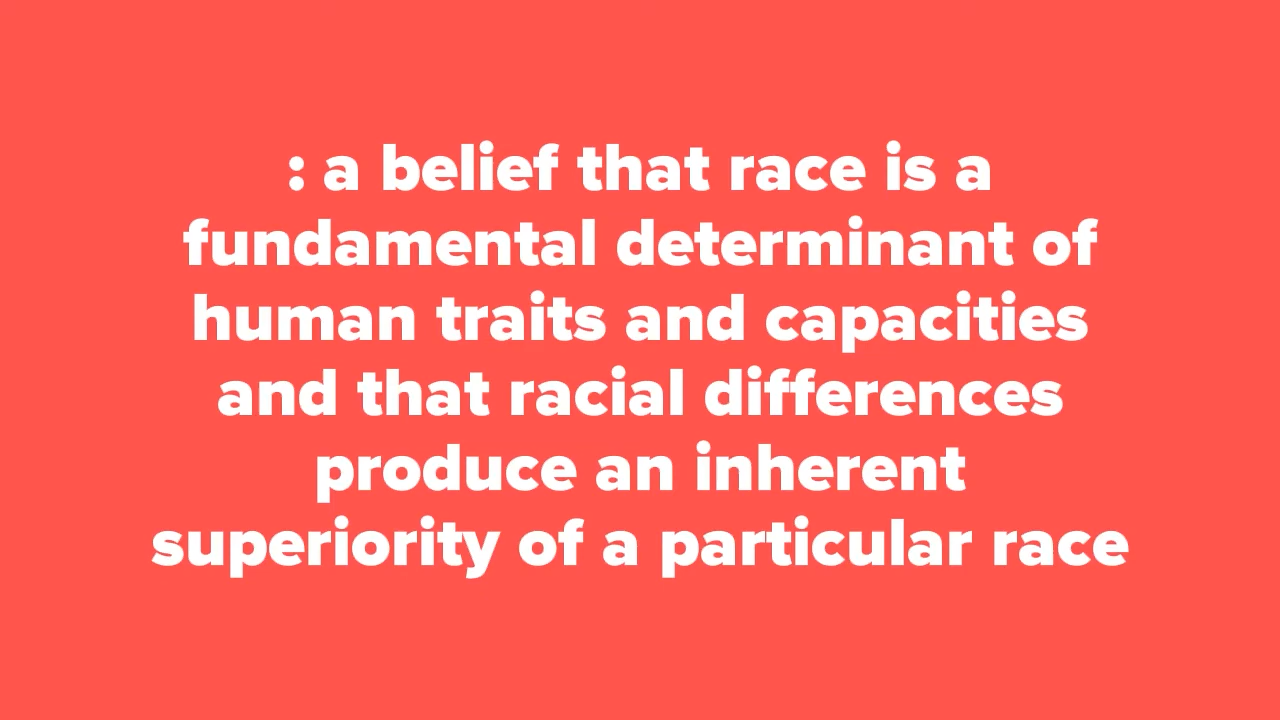 : a belief that race is a
fundamental determinant of
human traits and capacities
and that racial differences
produce an inherent
superiority of a particular race